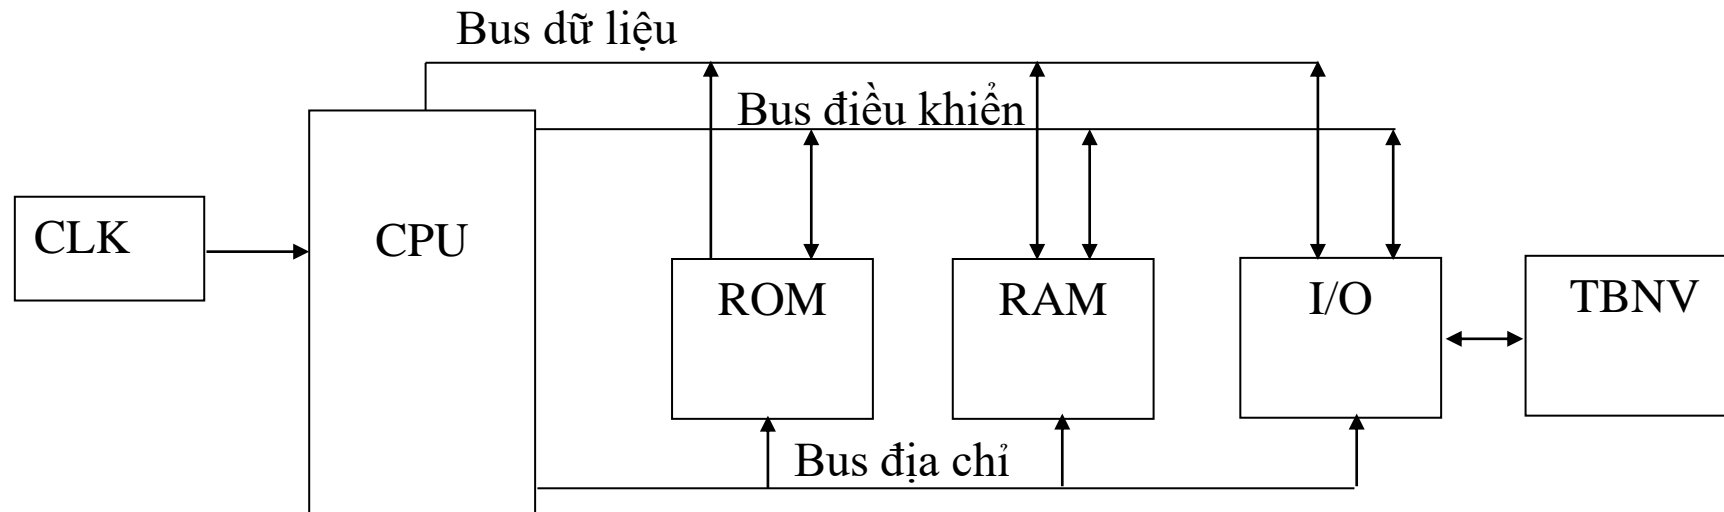 Bus dữ liệu
Bus điều khiển
CLK
CPU
ROM
RAM
I/O
TBNV
Bus địa chỉ